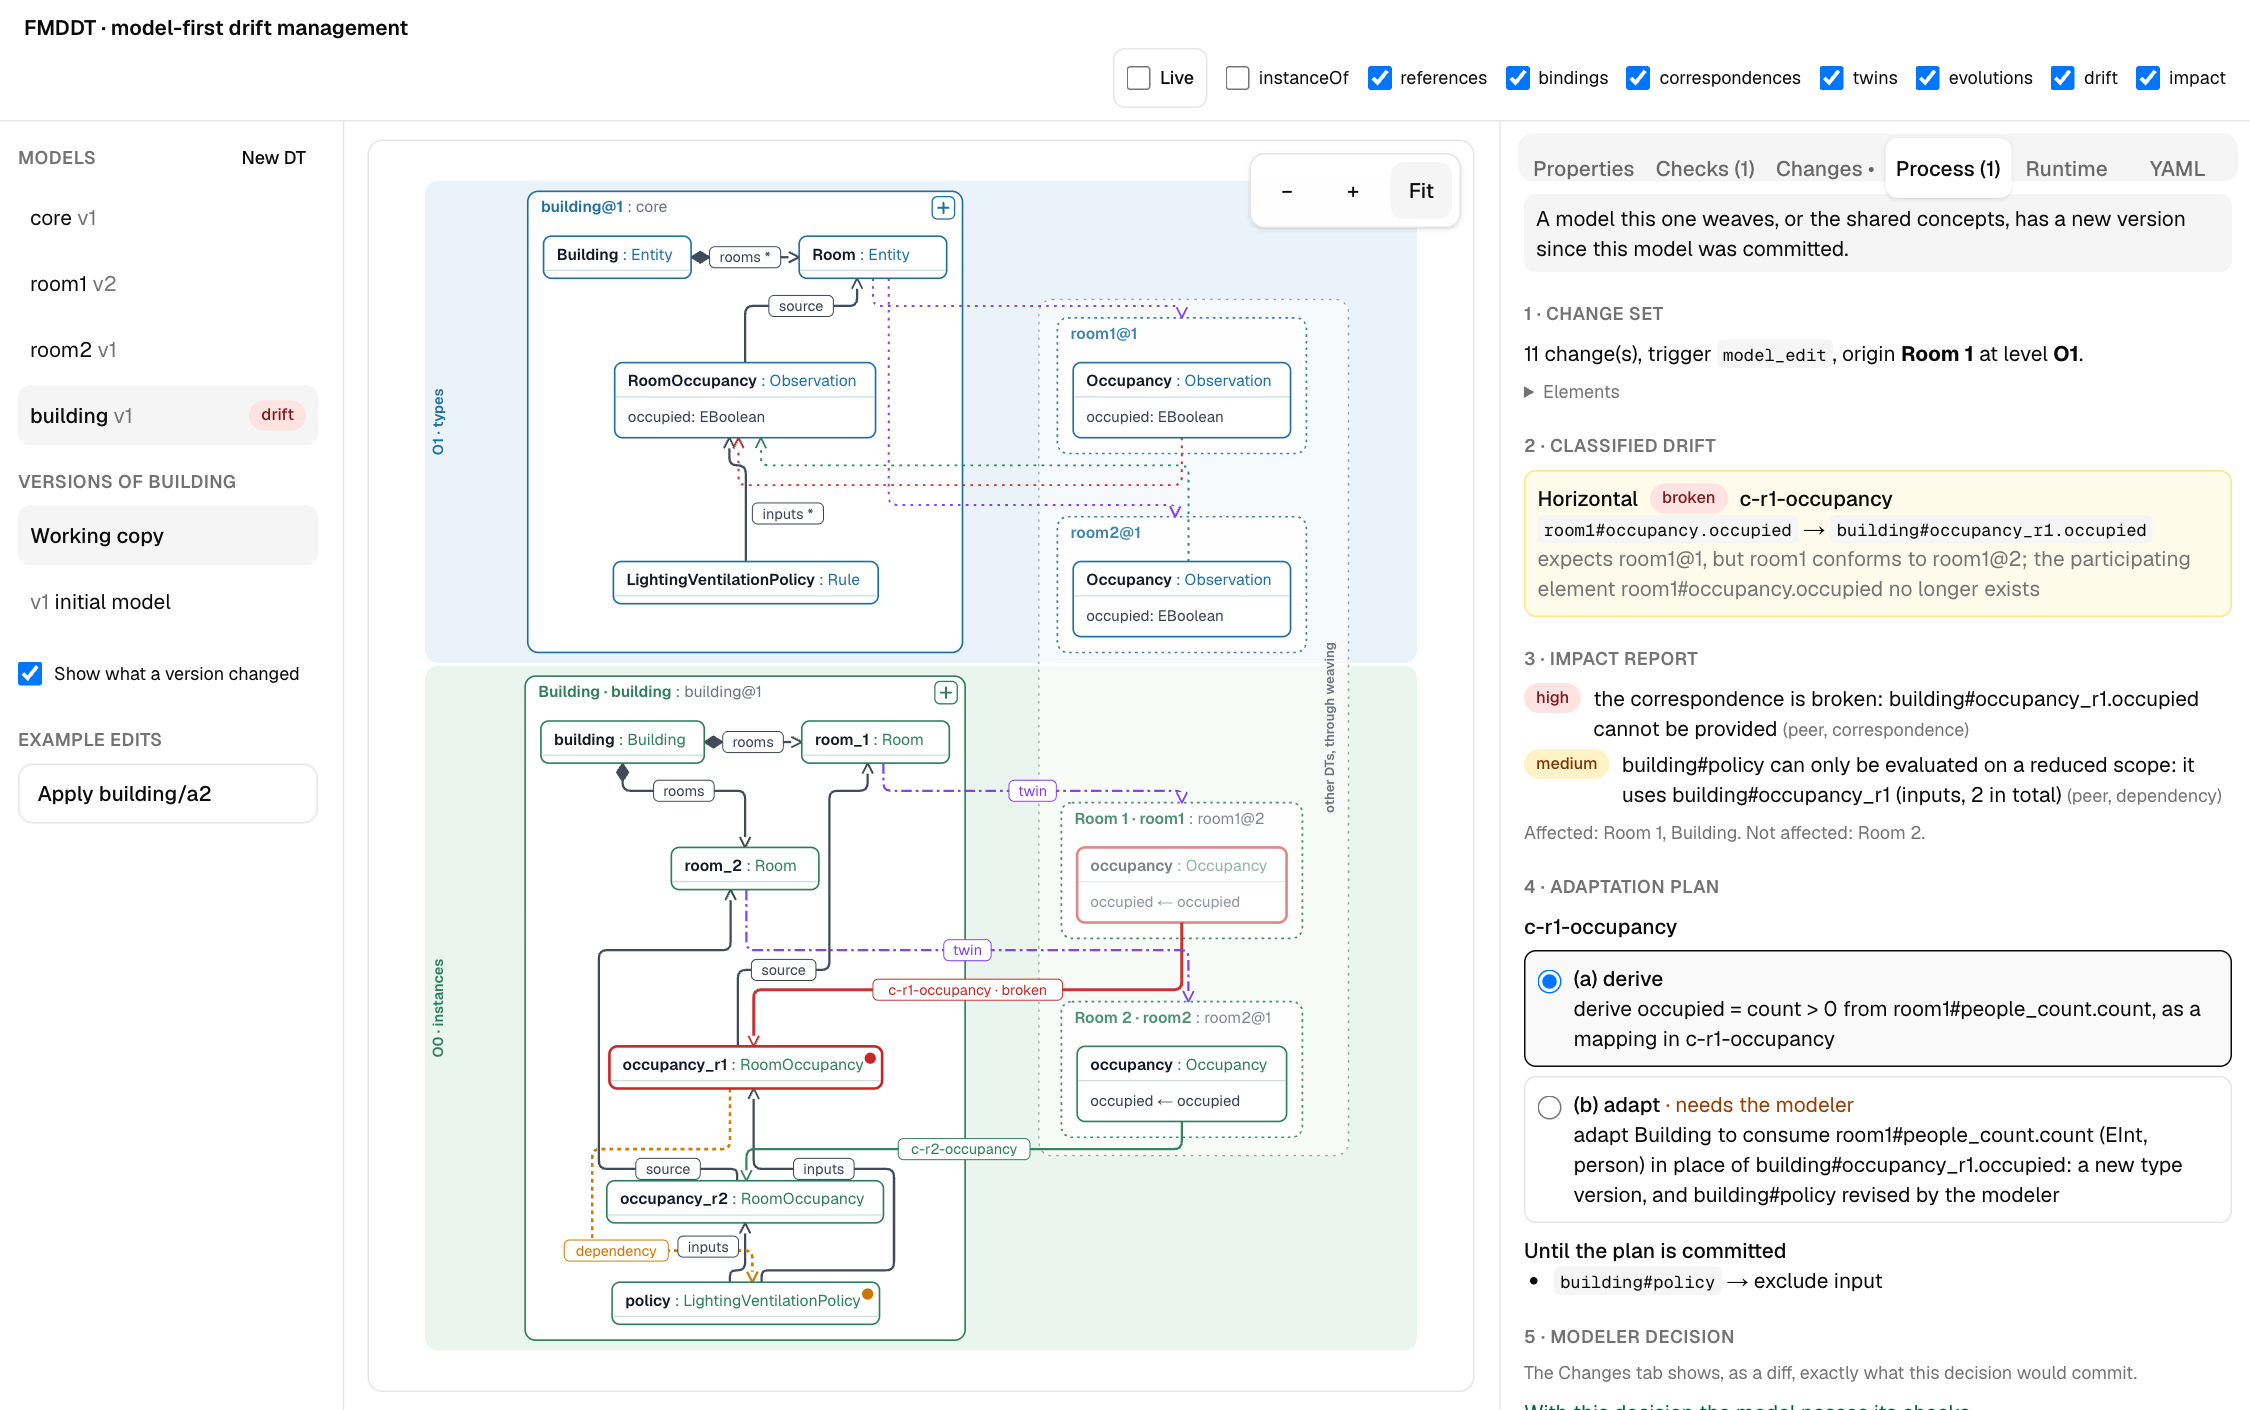 FMDDT · model-first drift management
Live
instanceOf
references
bindings
correspondences
twins
evolutions
drift
impact
MODELS
New DT
core v1
room1 v2
room2 v1
building v1
drift
VERSIONS OF BUILDING
Working copy
v1 initial model
Show what a version changed
EXAMPLE EDITS
Apply building/a2
−
+
Fit
O1 · types
building@1 : core
+
Building : Entity
rooms *
Room : Entity
source
room1@1
RoomOccupancy : Observation
occupied: EBoolean
Occupancy : Observation
occupied: EBoolean
inputs *
room2@1
LightingVentilationPolicy : Rule
Occupancy : Observation
occupied: EBoolean
other DTs, through weaving
O0 · instances
Building · building : building@1
+
building : Building
rooms
room_1 : Room
rooms
twin
Room 1 · room1 : room1@2
room_2 : Room
occupancy : Occupancy
occupied ← occupied
twin
source
c-r1-occupancy · broken
Room 2 · room2 : room2@1
occupancy_r1 : RoomOccupancy
occupancy : Occupancy
occupied ← occupied
c-r2-occupancy
source
inputs
occupancy_r2 : RoomOccupancy
dependency
inputs
policy : LightingVentilationPolicy
Properties
Checks (1)
Changes •
Process (1)
Runtime
YAML
A model this one weaves, or the shared concepts, has a new version
since this model was committed.
1 · CHANGE SET
11 change(s), trigger model_edit, origin Room 1 at level O1.
▶ Elements
2 · CLASSIFIED DRIFT
Horizontal broken c-r1-occupancy
room1#occupancy.occupied → building#occupancy_r1.occupied
expects room1@1, but room1 conforms to room1@2; the participating
element room1#occupancy.occupied no longer exists
3 · IMPACT REPORT
high the correspondence is broken: building#occupancy_r1.occupied
cannot be provided (peer, correspondence)
medium building#policy can only be evaluated on a reduced scope: it
uses building#occupancy_r1 (inputs, 2 in total) (peer, dependency)
Affected: Room 1, Building. Not affected: Room 2.
4 · ADAPTATION PLAN
c-r1-occupancy
(a) derive
derive occupied = count > 0 from room1#people_count.count, as a
mapping in c-r1-occupancy
(b) adapt · needs the modeler
adapt Building to consume room1#people_count.count (EInt,
person) in place of building#occupancy_r1.occupied: a new type
version, and building#policy revised by the modeler
Until the plan is committed
• building#policy → exclude input
5 · MODELER DECISION
The Changes tab shows, as a diff, exactly what this decision would commit.
With this decision the model passes its checks